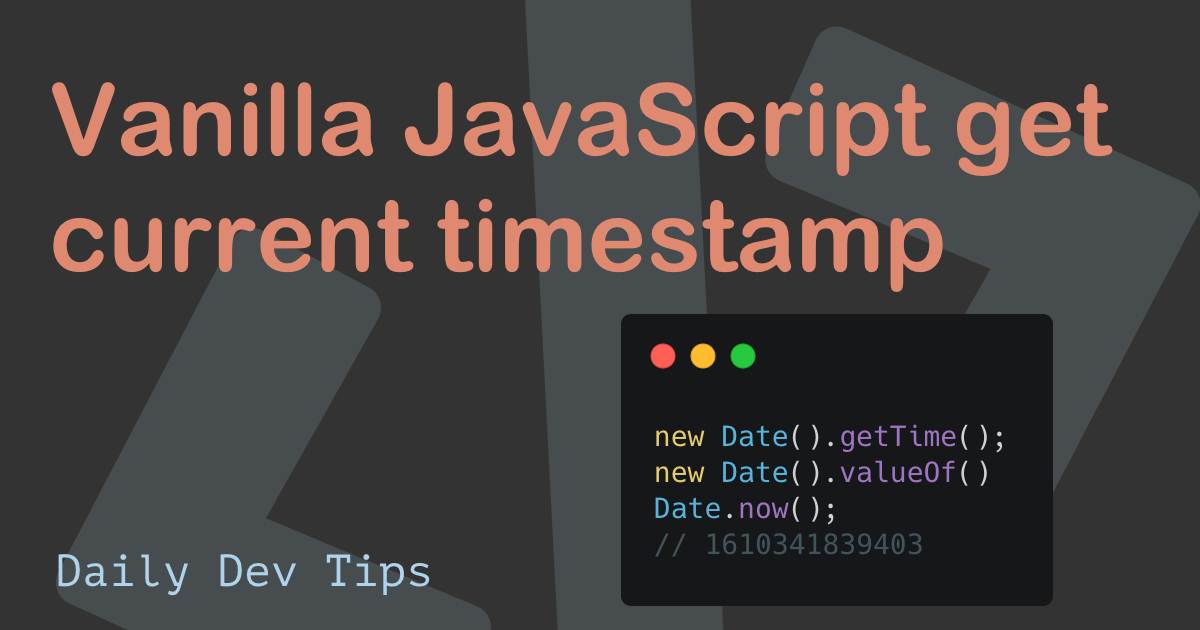 Vanilla JavaScript get
current timestamp
new Date().getTime();
new Date().valueOf()
Date.now();
// 1610341839403
Daily Dev Tips